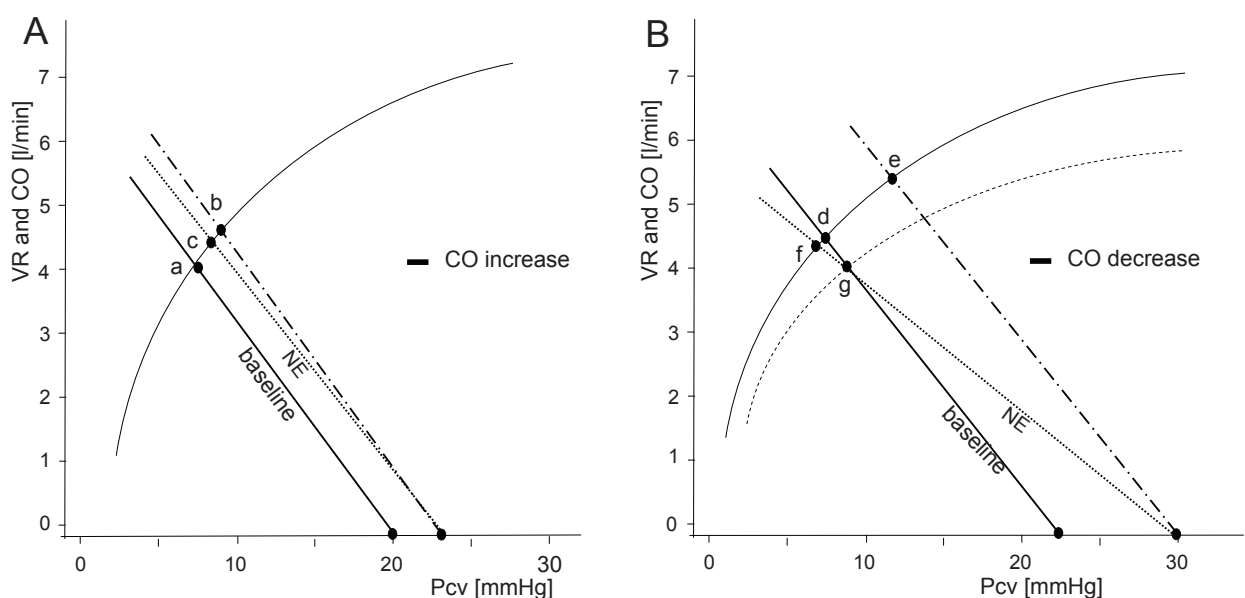 A
VR and CO [l/min]
7
6
5
4
3
2
1
0
b
c
a
CO increase
NE
baseline
0
10
20
30
Pcv [mmHg]
B
VR and CO [l/min]
7
6
5
4
3
2
1
0
e
d
f
g
CO decrease
NE
baseline
0
10
20
30
Pcv [mmHg]